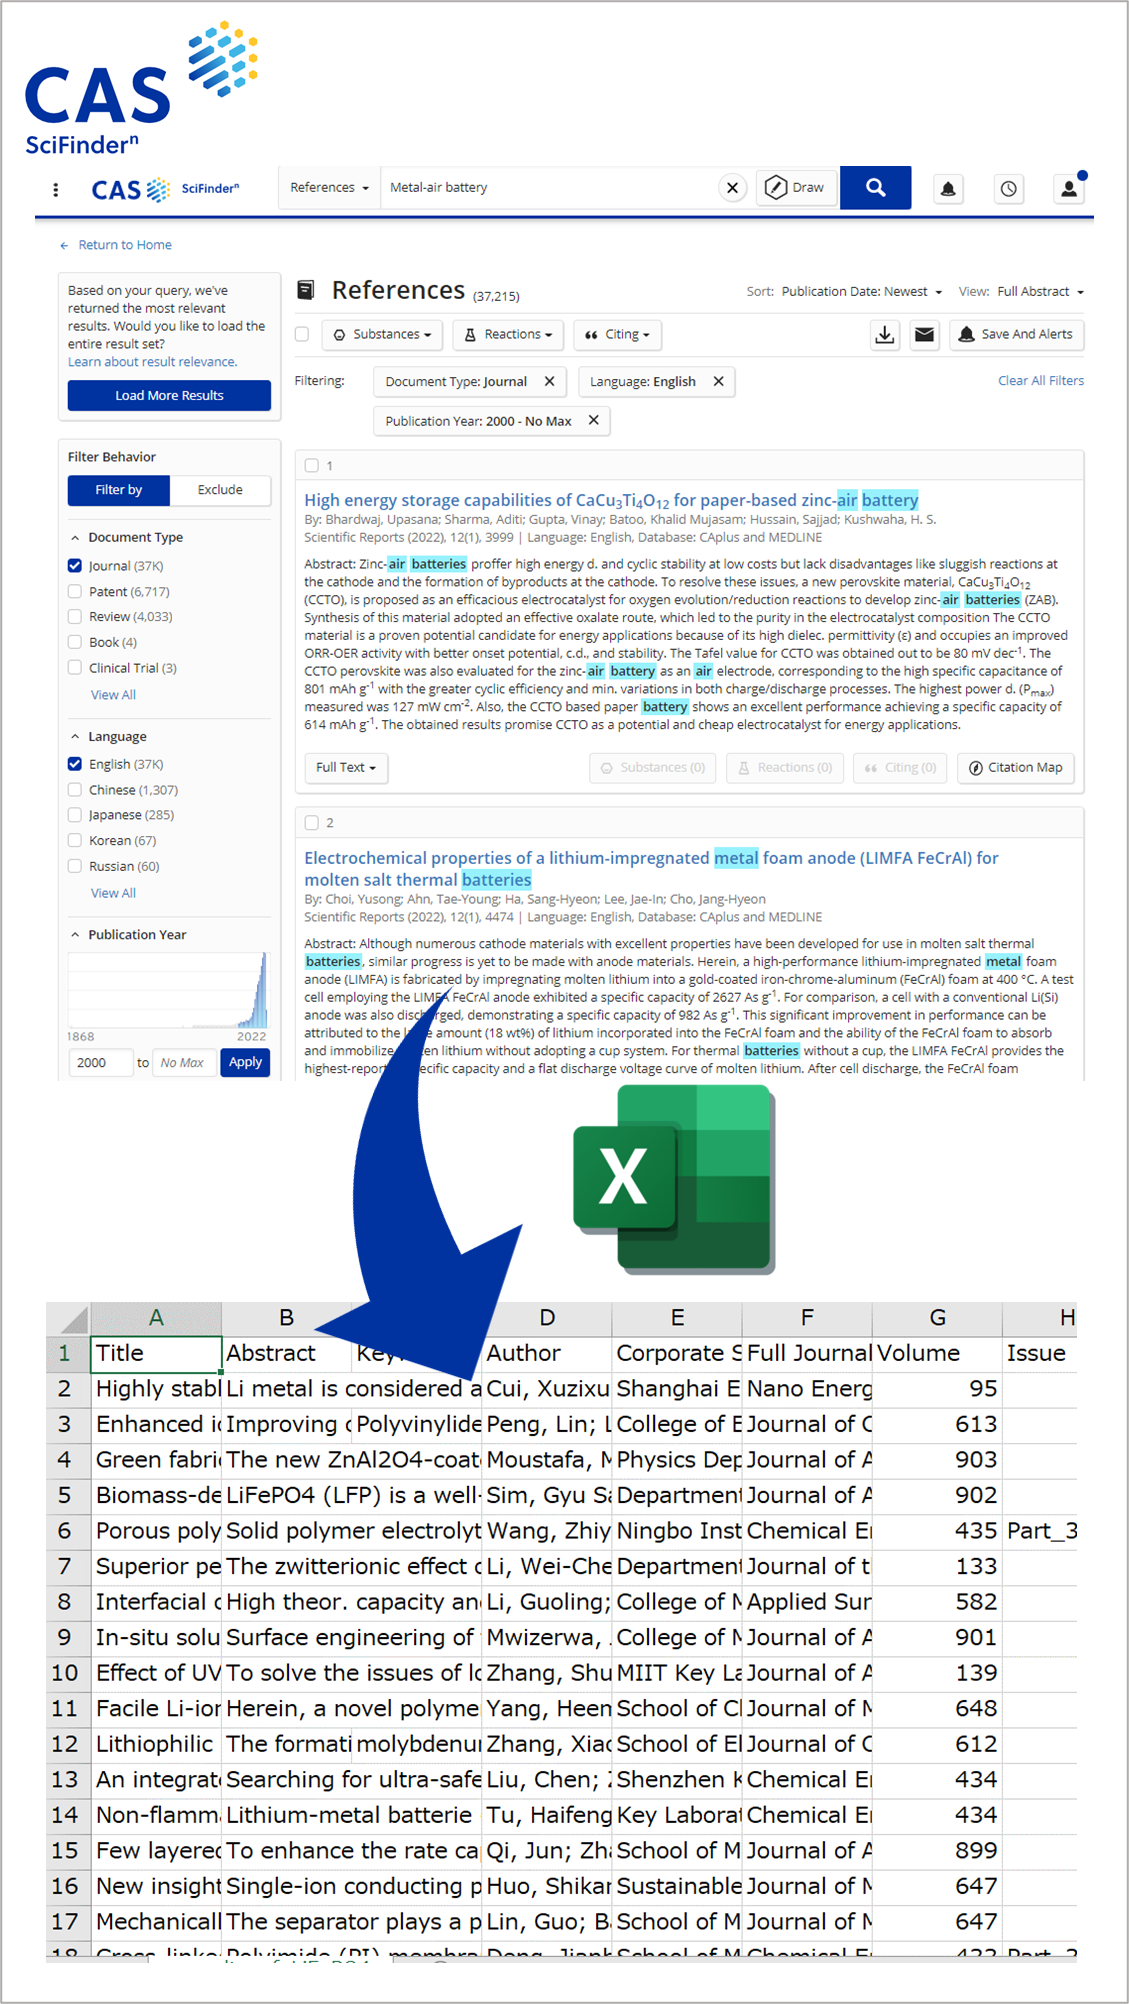 CAS
SciFinderⁿ
CAS SciFinderⁿ References Metal-air battery Draw
Return to Home
Based on your query, we've
returned the most relevant
results. Would you like to load the
entire result set?
Learn about result relevance.
Load More Results
References (37,215)
Sort: Publication Date: Newest View: Full Abstract
Substances Reactions Citing Save And Alerts
Filtering: Document Type: Journal Language: English Clear All Filters
Publication Year: 2000 - No Max
Filter Behavior
Filter by Exclude
Document Type
Journal (37K)
Patent (6,717)
Review (4,033)
Book (4)
Clinical Trial (3)
View All
Language
English (37K)
Chinese (1,307)
Japanese (285)
Korean (67)
Russian (60)
View All
Publication Year
1868 2022
2000 to No Max Apply
1
High energy storage capabilities of CaCu₃Ti₄O₁₂ for paper-based zinc-air battery
By: Bhardwaj, Upasana; Sharma, Aditi; Gupta, Vinay; Batoo, Khalid Mujasam; Hussain, Sajjad; Kushwaha, H. S.
Scientific Reports (2022), 12(1), 3999 | Language: English, Database: CAplus and MEDLINE
Abstract: Zinc-air batteries proffer high energy d. and cyclic stability at low costs but lack disadvantages like sluggish reactions at
the cathode and the formation of byproducts at the cathode. To resolve these issues, a new perovskite material, CaCu₃Ti₄O₁₂
(CCTO), is proposed as an efficacious electrocatalyst for oxygen evolution/reduction reactions to develop zinc-air batteries (ZAB).
Synthesis of this material adopted an effective oxalate route, which led to the purity in the electrocatalyst composition The CCTO
material is a proven potential candidate for energy applications because of its high dielec. permittivity (ε) and occupies an improved
ORR-OER activity with better onset potential, c.d., and stability. The Tafel value for CCTO was obtained out to be 80 mV dec⁻¹. The
CCTO perovskite was also evaluated for the zinc-air battery as an air electrode, corresponding to the high specific capacitance of
801 mAh g⁻¹ with the greater cyclic efficiency and min. variations in both charge/discharge processes. The highest power d. (Pₘₐₓ)
measured was 127 mW cm⁻². Also, the CCTO based paper battery shows an excellent performance achieving a specific capacity of
614 mAh g⁻¹. The obtained results promise CCTO as a potential and cheap electrocatalyst for energy applications.
Full Text Substances (0) Reactions (0) Citing (0) Citation Map
2
Electrochemical properties of a lithium-impregnated metal foam anode (LIMFA FeCrAl) for
molten salt thermal batteries
By: Choi, Yusong; Ahn, Tae-Young; Ha, Sang-Hyeon; Lee, Jae-In; Cho, Jang-Hyeon
Scientific Reports (2022), 12(1), 4474 | Language: English, Database: CAplus and MEDLINE
Abstract: Although numerous cathode materials with excellent properties have been developed for use in molten salt thermal
batteries, similar progress is yet to be made with anode materials. Herein, a high-performance lithium-impregnated metal foam
anode (LIMFA) is fabricated by impregnating molten lithium into a gold-coated iron-chrome-aluminum (FeCrAl) foam at 400 °C. A test
cell employing the LIMFA FeCrAl anode exhibited a specific capacity of 2627 As g⁻¹. For comparison, a cell with a conventional Li(Si)
anode was also discharged, demonstrating a specific capacity of 982 As g⁻¹. This significant improvement in performance can be
attributed to the amount (18 wt%) of lithium incorporated into the FeCrAl foam and the ability of the FeCrAl foam to absorb
and immobilize lithium without adopting a cup system. For thermal batteries without a cup, the LIMFA FeCrAl provides the
capacity and a flat discharge voltage curve of molten lithium. After cell discharge, the FeCrAl foam
X
A B D E F G H
1 Title Abstract Author Corporate S Full Journal Volume Issue
2 Highly stabl Li metal is considered a Cui, Xuzixu Shanghai E Nano Energ 95
3 Enhanced ic Improving c Polyvinylide Peng, Lin; L College of E Journal of C 613
4 Green fabri The new ZnAl2O4-coat Moustafa, M Physics Dep Journal of A 903
5 Biomass-de LiFePO4 (LFP) is a well- Sim, Gyu Sa Department Journal of A 902
6 Porous poly Solid polymer electrolyt Wang, Zhiy Ningbo Inst Chemical E 435 Part_3
7 Superior pe The zwitterionic effect o Li, Wei-Che Department Journal of t 133
8 Interfacial c High theor. capacity an Li, Guoling; College of M Applied Sur 582
9 In-situ solu Surface engineering of Mwizerwa, College of M Journal of A 901
10 Effect of UV To solve the issues of lo Zhang, Shu MIIT Key La Journal of A 139
11 Facile Li-ior Herein, a novel polyme Yang, Heem School of C Journal of M 648
12 Lithiophilic The formati molybdenur Zhang, Xiao School of El Journal of C 612
13 An integrat Searching for ultra-safe Liu, Chen; Shenzhen K Chemical E 434
14 Non-flamma Lithium-metal batterie Tu, Haifeng Key Laborat Chemical E 434
15 Few layered To enhance the rate ca Qi, Jun; Zha School of M Journal of A 899
16 New insight Single-ion conducting p Huo, Shikar Sustainable Journal of M 647
17 Mechanicall The separator plays a p Lin, Guo; Ba School of M Journal of M 647